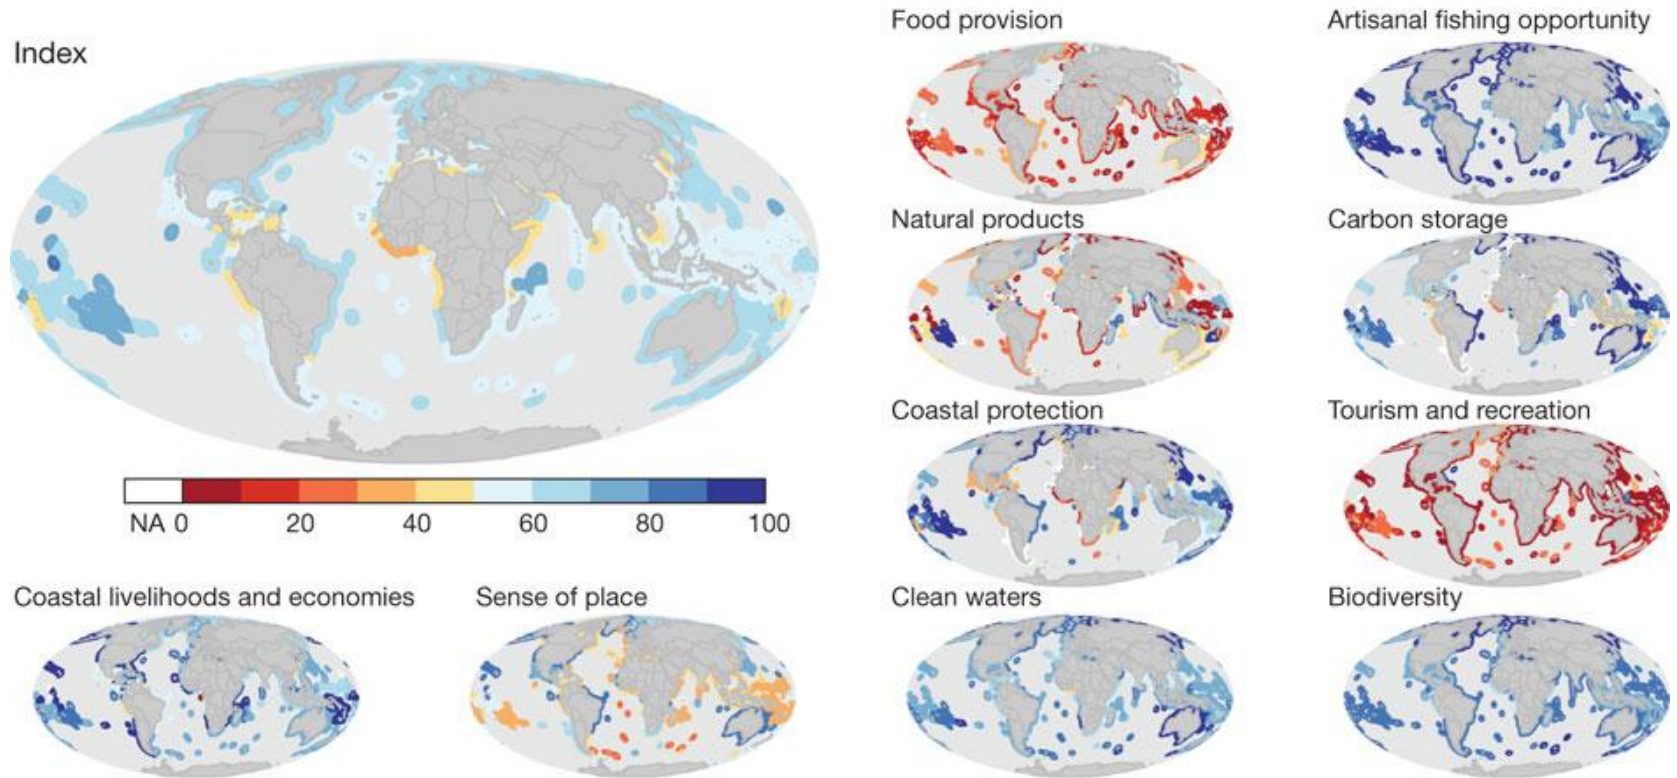 Index
NA 0 20 40 60 80 100
Coastal livelihoods and economies
Sense of place
Food provision
Artisanal fishing opportunity
Natural products
Carbon storage
Coastal protection
Tourism and recreation
Clean waters
Biodiversity